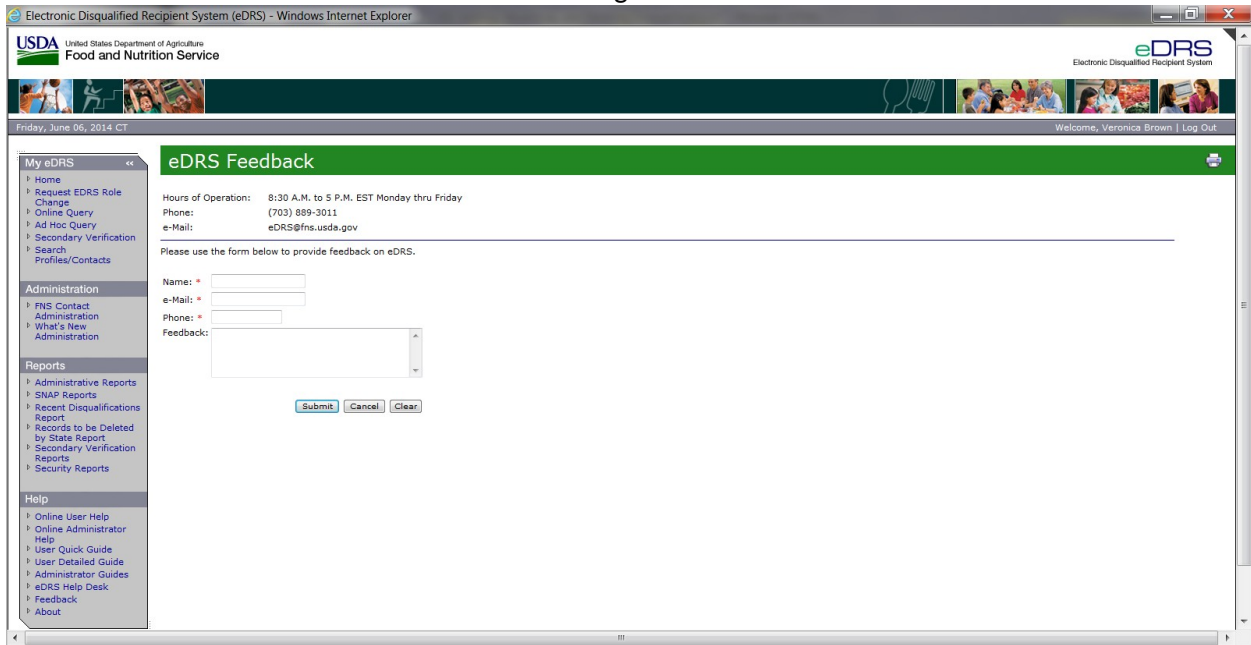 Electronic Disqualified Recipient System (eDRS) - Windows Internet Explorer
USDA United States Department of Agriculture
Food and Nutrition Service
eDRS
Electronic Disqualified Recipient System
Friday, June 06, 2014 CT
Welcome, Veronica Brown | Log Out
My eDRS «
Home
Request EDRS Role
Change
Online Query
Ad Hoc Query
Secondary Verification
Search
Profiles/Contacts
Administration
FNS Contact
Administration
What's New
Administration
Reports
Administrative Reports
SNAP Reports
Recent Disqualifications
Report
Records to be Deleted
by State Report
Secondary Verification
Reports
Security Reports
Help
Online User Help
Online Administrator
Help
User Quick Guide
User Detailed Guide
Administrator Guides
eDRS Help Desk
Feedback
About
eDRS Feedback
Hours of Operation: 8:30 A.M. to 5 P.M. EST Monday thru Friday
Phone: (703) 889-3011
e-Mail: eDRS@fns.usda.gov
Please use the form below to provide feedback on eDRS.
Name: *
e-Mail: *
Phone: *
Feedback:
Submit Cancel Clear